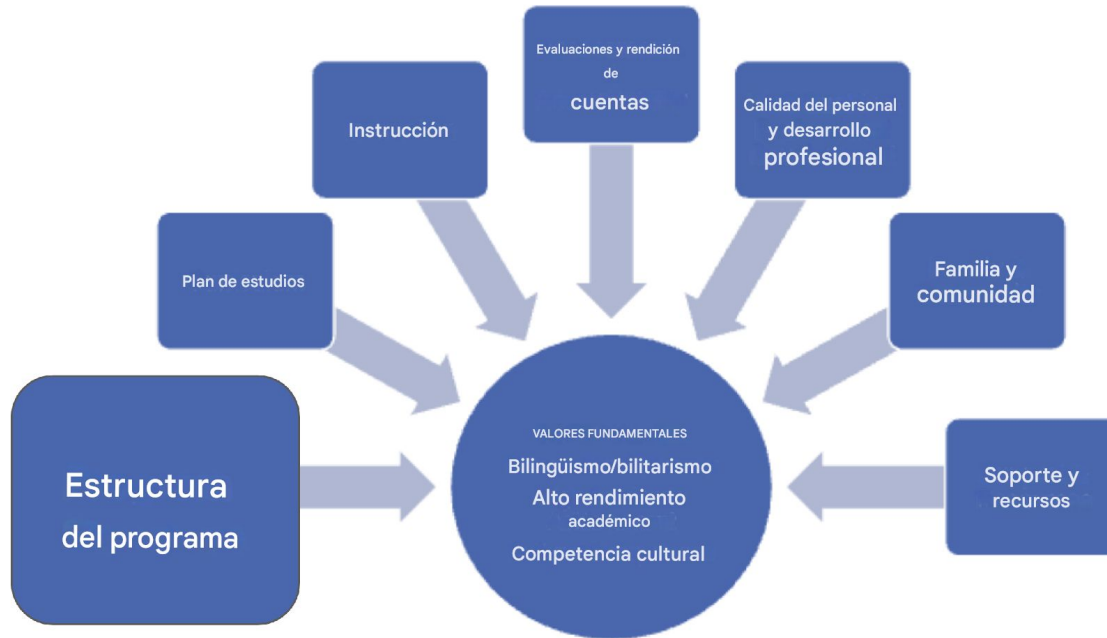 Evaluaciones y rendición
de
cuentas
Instrucción
Calidad del personal
y desarrollo
profesional
Plan de estudios
Familia y
comunidad
Estructura
del programa
VALORES FUNDAMENTALES
Bilingüismo/bilitarismo
Alto rendimiento
académico
Competencia cultural
Soporte y
recursos